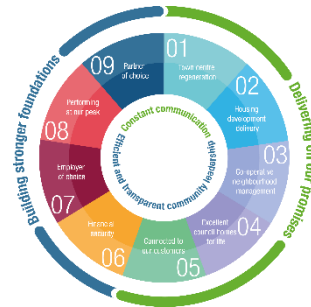 Building stronger foundations
Delivering on our promises
Constant communication
Efficient and transparent community leadership
01
Town centre
regeneration
02
Housing
development
delivery
03
Co-operative
neighbourhood
management
04
Excellent
council homes
for life
05
Connected to
our customers
06
Financial
security
07
Employer
of choice
08
Performing
at our peak
09
Partner
of choice